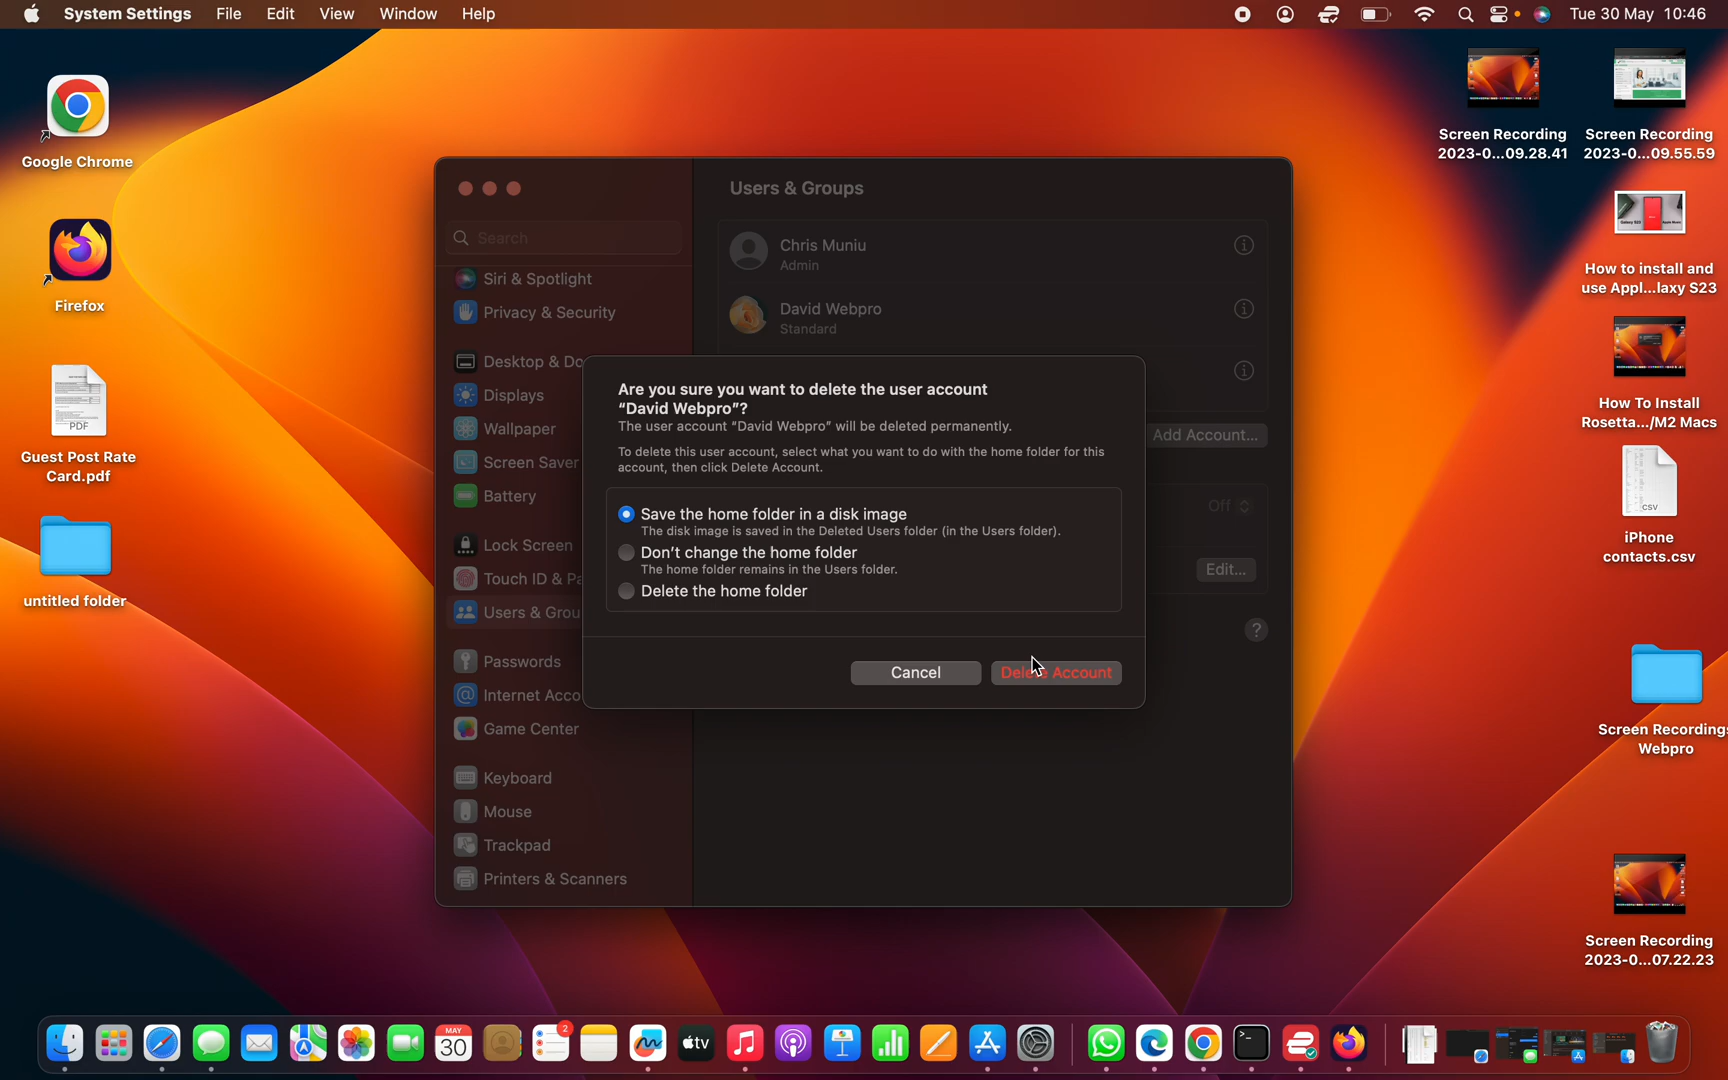 System Settings File Edit View Window Help Tue 30 May 10:46
Google Chrome
Firefox
PDF
Guest Post Rate
Card.pdf
untitled folder
Search
Siri & Spotlight
Privacy & Security
Desktop & Do
Displays
Wallpaper
Screen Saver
Battery
Lock Screen
Touch ID & Pa
Users & Grou
Passwords
Internet Acco
Game Center
Keyboard
Mouse
Trackpad
Printers & Scanners
Users & Groups
Chris Muniu
Admin
David Webpro
Standard
Add Account...
Off
Edit...
?
Are you sure you want to delete the user account
“David Webpro”?
The user account “David Webpro” will be deleted permanently.
To delete this user account, select what you want to do with the home folder for this
account, then click Delete Account.
Save the home folder in a disk image
The disk image is saved in the Deleted Users folder (in the Users folder).
Don’t change the home folder
The home folder remains in the Users folder.
Delete the home folder
Cancel Delete Account
Screen Recording
2023-0...09.28.41
Screen Recording
2023-0...09.55.59
How to install and
use Appl...laxy S23
How To Install
Rosetta.../M2 Macs
CSV
iPhone
contacts.csv
Screen Recordings
Webpro
Screen Recording
2023-0...07.22.23
MAY
30
2
tv